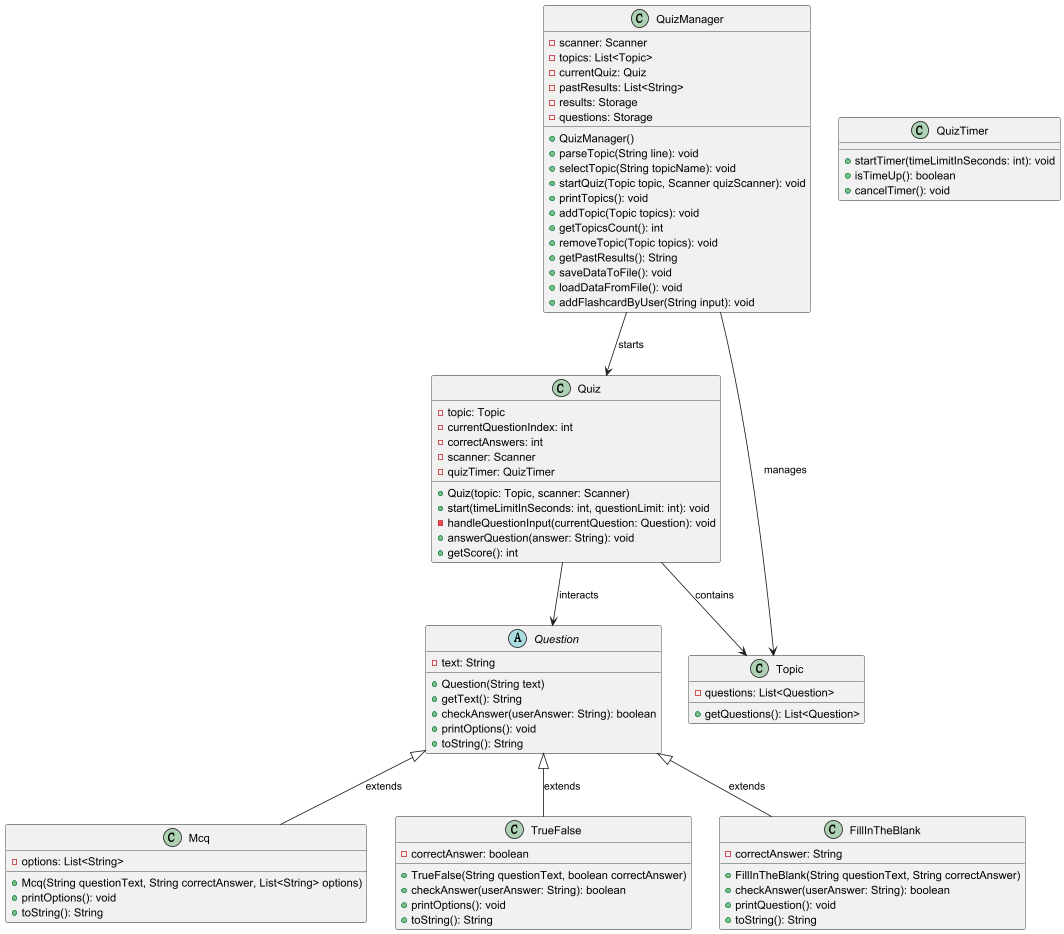 C QuizManager
scanner: Scanner
topics: List<Topic>
currentQuiz: Quiz
pastResults: List<String>
results: Storage
questions: Storage
QuizManager()
parseTopic(String line): void
selectTopic(String topicName): void
startQuiz(Topic topic, Scanner quizScanner): void
printTopics(): void
addTopic(Topic topics): void
getTopicsCount(): int
removeTopic(Topic topics): void
getPastResults(): String
saveDataToFile(): void
loadDataFromFile(): void
addFlashcardByUser(String input): void
C QuizTimer
startTimer(timeLimitInSeconds: int): void
isTimeUp(): boolean
cancelTimer(): void
starts
manages
C Quiz
topic: Topic
currentQuestionIndex: int
correctAnswers: int
scanner: Scanner
quizTimer: QuizTimer
Quiz(topic: Topic, scanner: Scanner)
start(timeLimitInSeconds: int, questionLimit: int): void
handleQuestionInput(currentQuestion: Question): void
answerQuestion(answer: String): void
getScore(): int
interacts
contains
A Question
text: String
Question(String text)
getText(): String
checkAnswer(userAnswer: String): boolean
printOptions(): void
toString(): String
C Topic
questions: List<Question>
getQuestions(): List<Question>
extends
extends
extends
C Mcq
options: List<String>
Mcq(String questionText, String correctAnswer, List<String> options)
printOptions(): void
toString(): String
C TrueFalse
correctAnswer: boolean
TrueFalse(String questionText, boolean correctAnswer)
checkAnswer(userAnswer: String): boolean
printOptions(): void
toString(): String
C FillInTheBlank
correctAnswer: String
FillInTheBlank(String questionText, String correctAnswer)
checkAnswer(userAnswer: String): boolean
printQuestion(): void
toString(): String